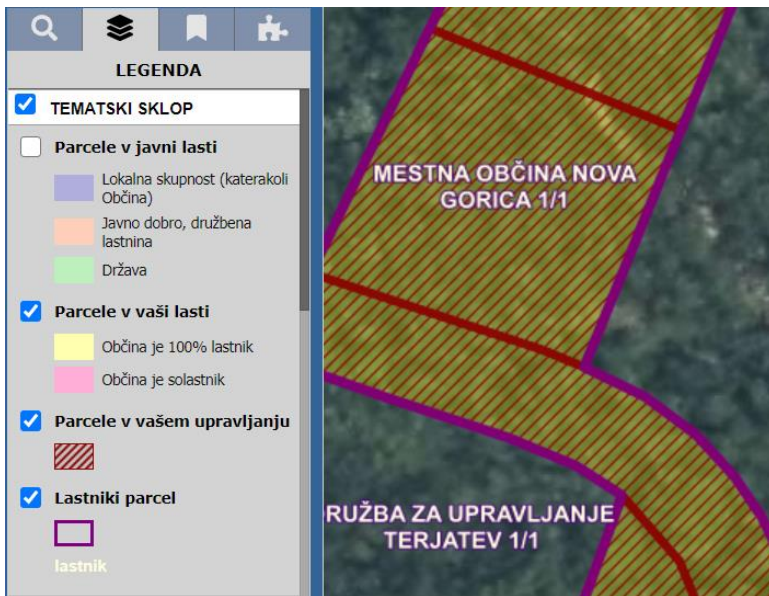 LEGENDA
TEMATSKI SKLOP
Parcele v javni lasti
Lokalna skupnost (katerakoli
Občina)
Javno dobro, družbena
lastnina
Država
Parcele v vaši lasti
Občina je 100% lastnik
Občina je solastnik
Parcele v vašem upravljanju
Lastniki parcel
lastnik
MESTNA OBČINA NOVA
GORICA 1/1
RUŽBA ZA UPRAVLJANJE
TERJATEV 1/1